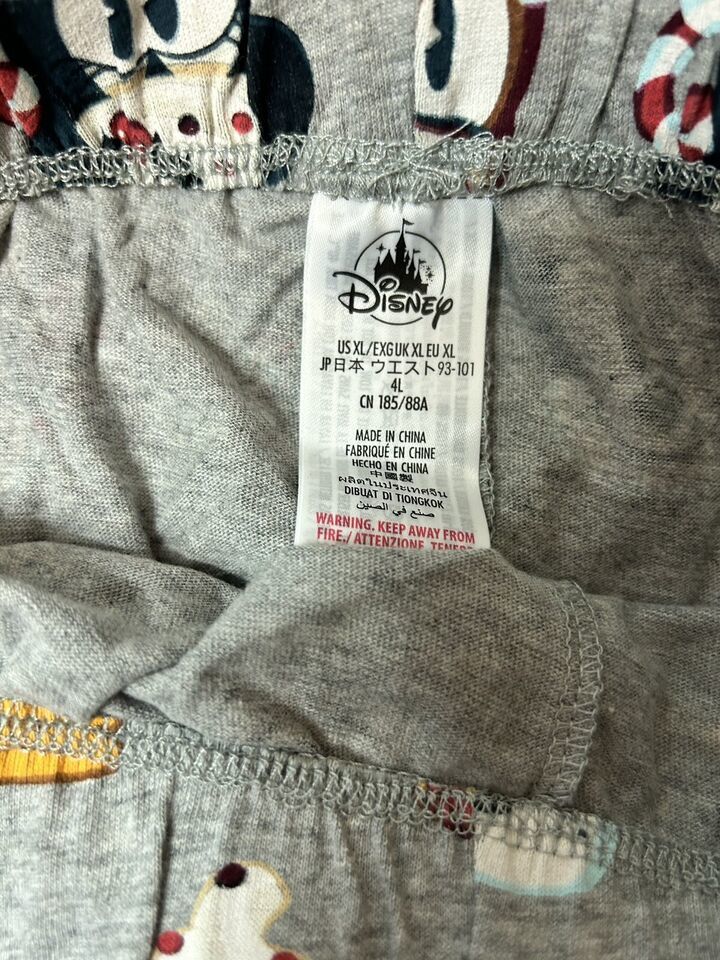 Disney
US XL/EXG UK XL EU XL
JP日本 ウエスト93-101
4L
CN 185/88A
MADE IN CHINA
FABRIQUÉ EN CHINE
HECHO EN CHINA
中國製
ผลิตในประเทศจีน
DIBUAT DI TIONGKOK
صنع في الصين
WARNING. KEEP AWAY FROM
FIRE./ ATTENZIONE. TENERE